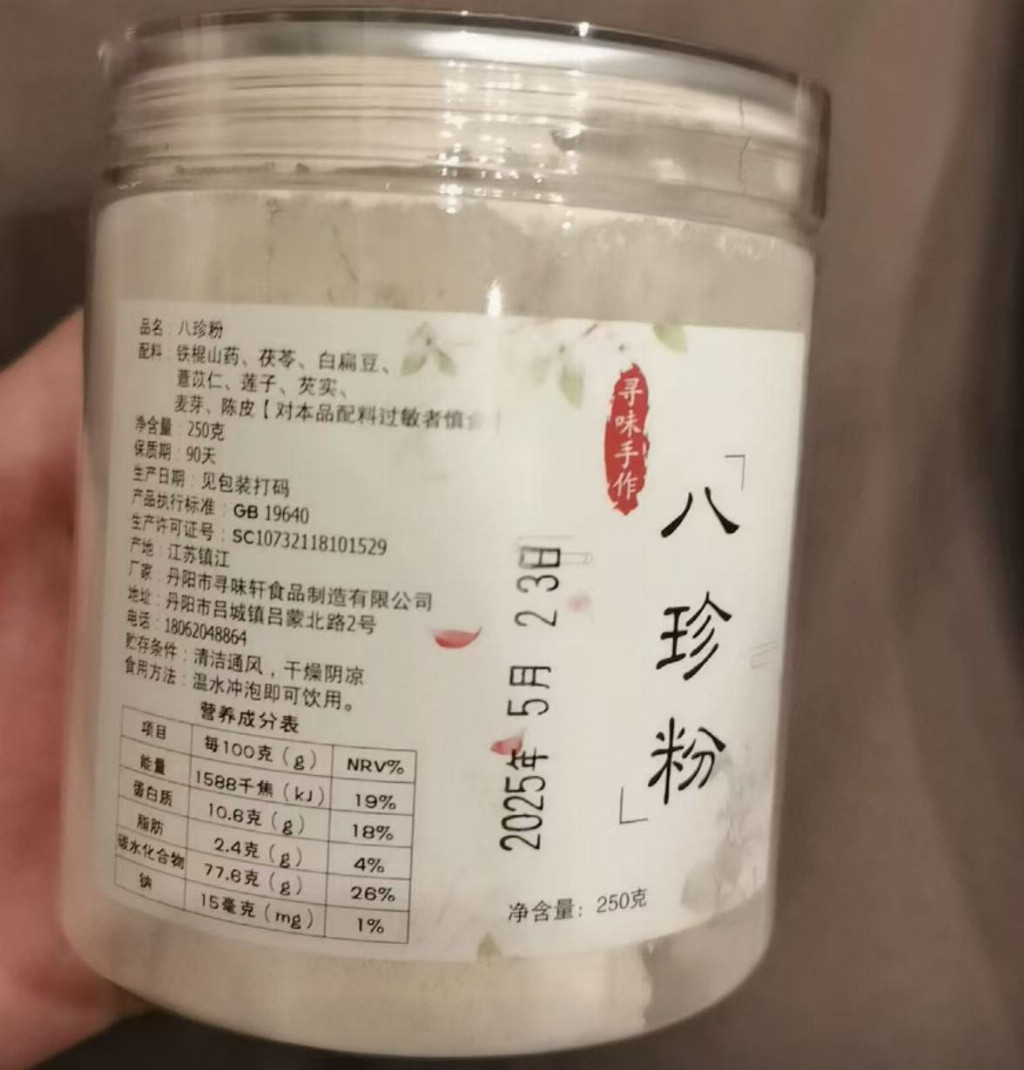 品名：八珍粉
配料：铁棍山药、茯苓、白扁豆、
薏苡仁、莲子、芡实、
麦芽、陈皮【对本品配料过敏者慎食】
净含量：250克
保质期：90天
生产日期：见包装打码
产品执行标准：GB 19640
生产许可证号：SC10732118101529
产地：江苏镇江
厂家：丹阳市寻味轩食品制造有限公司
地址：丹阳市吕城镇吕蒙北路2号
电话：18062048864
贮存条件：清洁通风，干燥阴凉
食用方法：温水冲泡即可饮用。
营养成分表
项目 每100克（g） NRV%
能量 1588千焦（kJ） 19%
蛋白质 10.6克（g） 18%
脂肪 2.4克（g） 4%
碳水化合物 77.6克（g） 26%
钠 15毫克（mg） 1%
2025年 5月 23日
寻味手作
「八珍粉」
净含量：250克